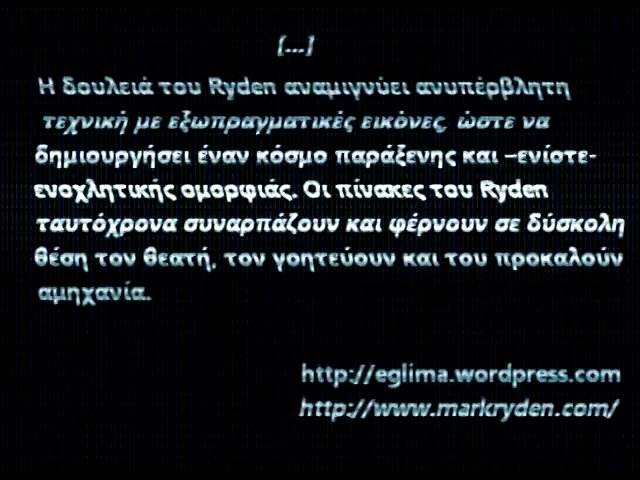 [...]
Η δουλειά του Ryden αναμιγνύει ανυπέρβλητη
τεχνική με εξωπραγματικές εικόνες, ώστε να
δημιουργήσει έναν κόσμο παράξενης και –ενίοτε-
ενοχλητικής ομορφιάς. Οι πίνακες του Ryden
ταυτόχρονα συναρπάζουν και φέρνουν σε δύσκολη
θέση τον θεατή, τον γοητεύουν και του προκαλούν
αμηχανία.
http://eglima.wordpress.com
http://www.markryden.com/